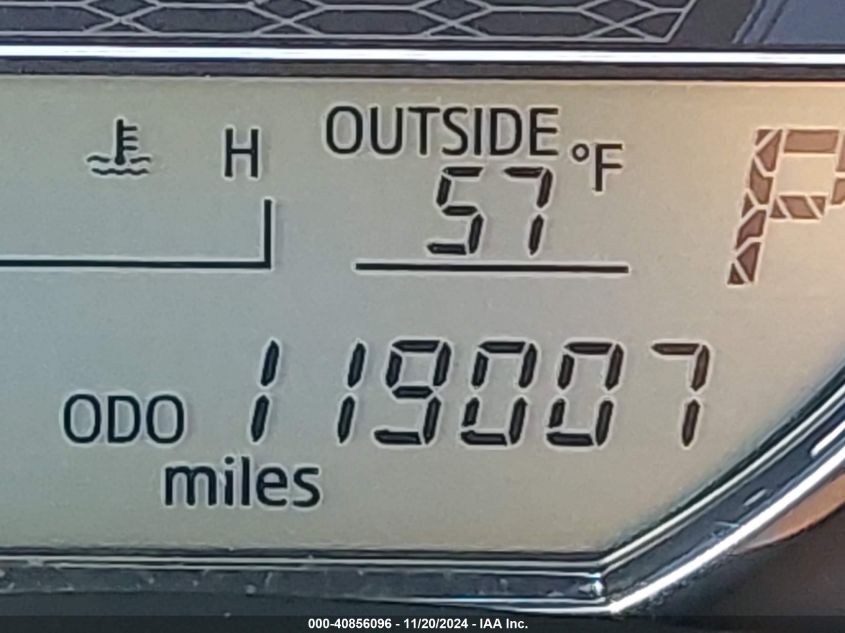 H
OUTSIDE
57 °F
P
ODO 119007
miles
000-40856096 - 11/20/2024 - IAA Inc.